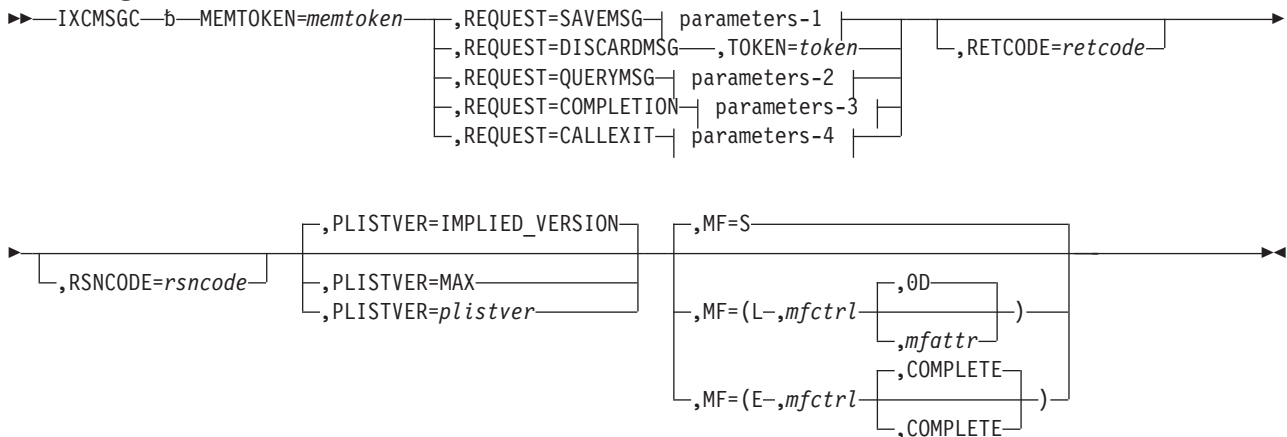 IXCMSGC ƀ MEMTOKEN=memtoken ,REQUEST=SAVEMSG parameters-1
,REQUEST=DISCARDMSG ,TOKEN=token ,RETCODE=retcode
,REQUEST=QUERYMSG parameters-2
,REQUEST=COMPLETION parameters-3
,REQUEST=CALLEXIT parameters-4
,PLISTVER=IMPLIED_VERSION ,MF=S
,RSNCODE=rsncode ,PLISTVER=MAX ,0D
,PLISTVER=plistver ,MF=(L ,mfctrl )
,mfattr
,COMPLETE
,MF=(E ,mfctrl )
,COMPLETE